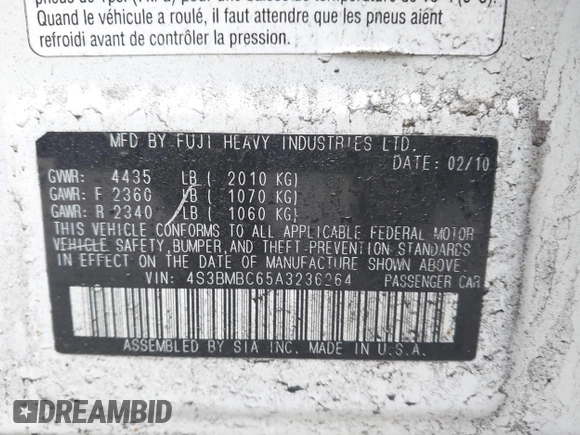 Quand le véhicule a roulé, il faut attendre que les pneus aient
refroidi avant de contrôler la pression.
MFD BY FUJI HEAVY INDUSTRIES LTD.
DATE: 02/10
GVWR: 4435 LB ( 2010 KG)
GAWR: F 2360 LB ( 1070 KG)
GAWR: R 2340 LB ( 1060 KG)
THIS VEHICLE CONFORMS TO ALL APPLICABLE FEDERAL MOTOR
VEHICLE SAFETY, BUMPER, AND THEFT-PREVENTION STANDARDS
IN EFFECT ON THE DATE OF MANUFACTURE SHOWN ABOVE.
VIN: 4S3BMBC65A3236264 PASSENGER CAR
ASSEMBLED BY SIA INC. MADE IN U.S.A.
DREAMBID